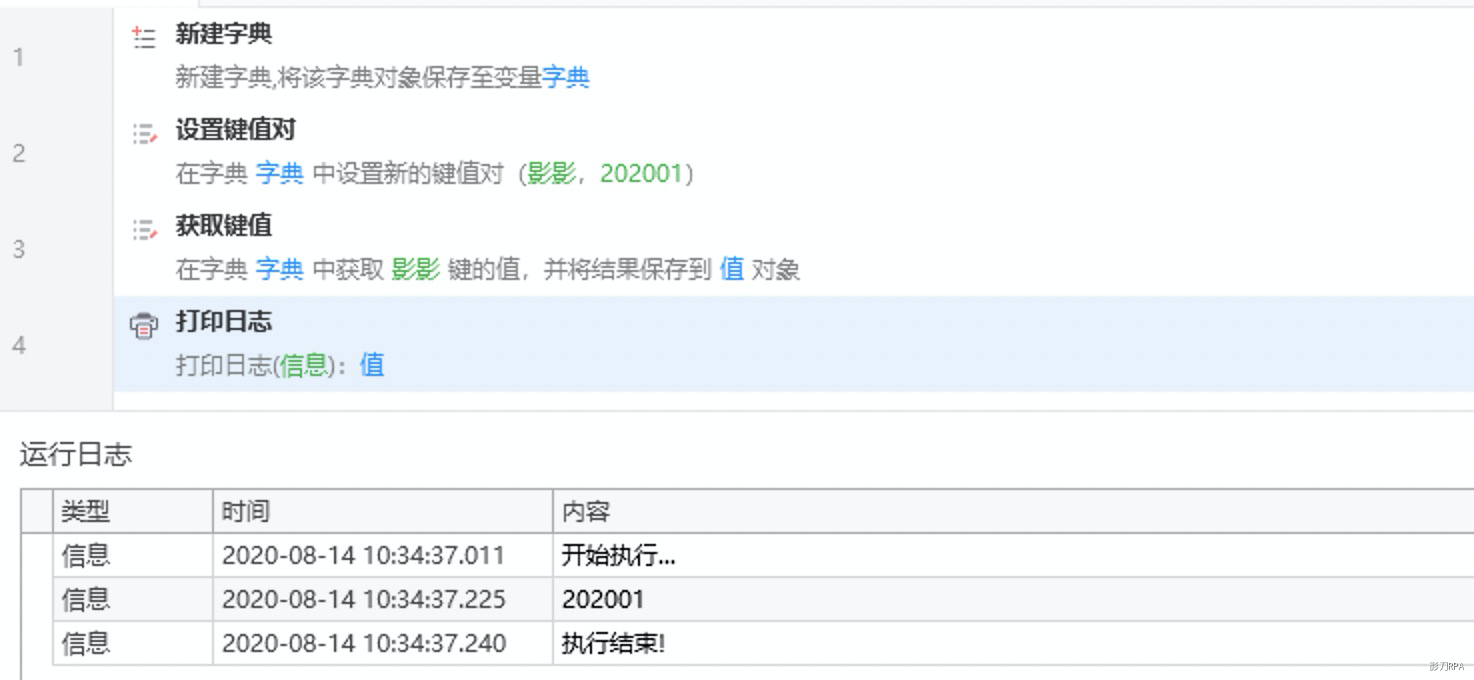 1
新建字典
新建字典,将该字典对象保存至变量字典
2
设置键值对
在字典 字典 中设置新的键值对（影影，202001）
3
获取键值
在字典 字典 中获取 影影 键的值，并将结果保存到 值 对象
4
打印日志
打印日志(信息)：值
运行日志
类型 时间 内容
信息 2020-08-14 10:34:37.011 开始执行...
信息 2020-08-14 10:34:37.225 202001
信息 2020-08-14 10:34:37.240 执行结束!
影刀RPA